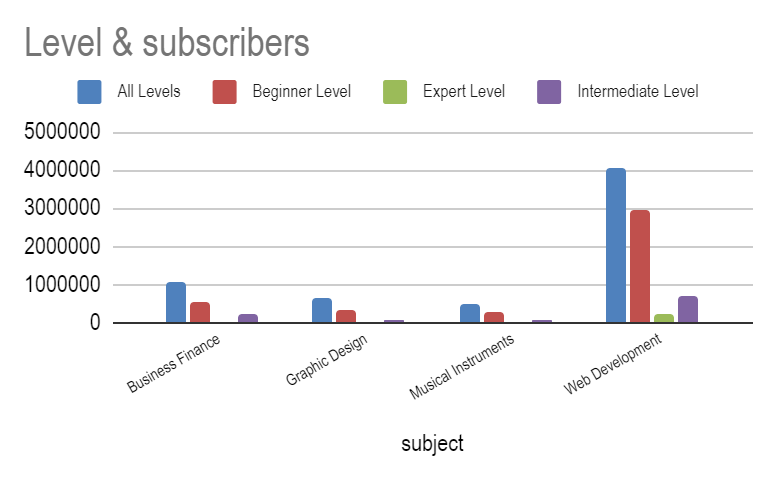 Level & subscribers
All Levels Beginner Level Expert Level Intermediate Level
5000000
4000000
3000000
2000000
1000000
0
Business Finance Graphic Design Musical Instruments Web Development
subject